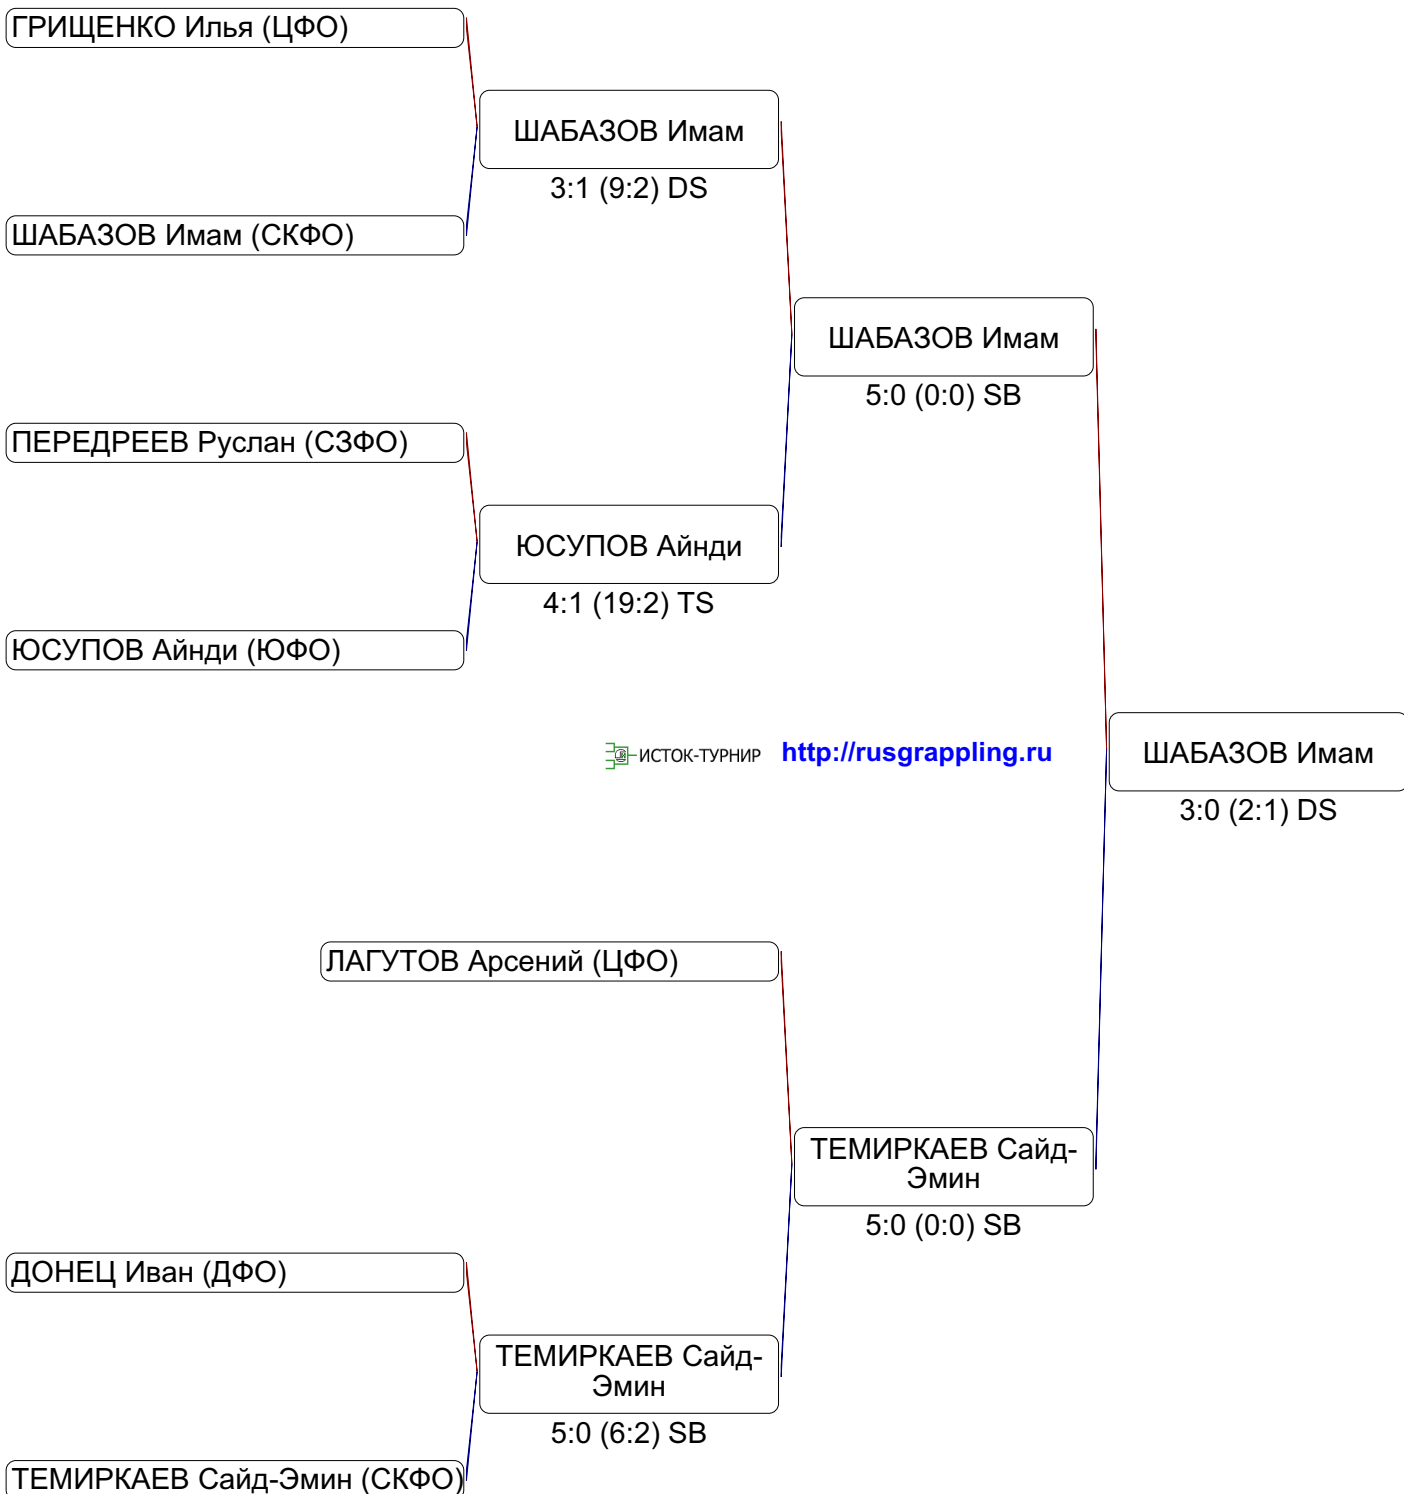 ГРИЩЕНКО Илья (ЦФО)
ШАБАЗОВ Имам
3:1 (9:2) DS
ШАБАЗОВ Имам (СКФО)
ШАБАЗОВ Имам
5:0 (0:0) SB
ПЕРЕДРЕЕВ Руслан (СЗФО)
ЮСУПОВ Айнди
4:1 (19:2) TS
ЮСУПОВ Айнди (ЮФО)
ИСТОК-ТУРНИР http://rusgrappling.ru
ШАБАЗОВ Имам
3:0 (2:1) DS
ЛАГУТОВ Арсений (ЦФО)
ТЕМИРКАЕВ Сайд-
Эмин
5:0 (0:0) SB
ДОНЕЦ Иван (ДФО)
ТЕМИРКАЕВ Сайд-
Эмин
5:0 (6:2) SB
ТЕМИРКАЕВ Сайд-Эмин (СКФО)